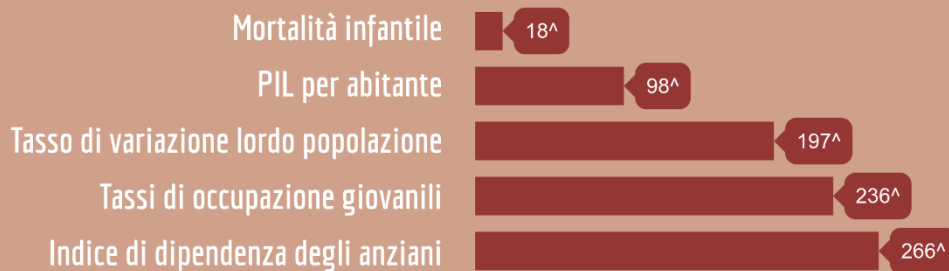 Mortalità infantile 18^
PIL per abitante 98^
Tasso di variazione lordo popolazione 197^
Tassi di occupazione giovanili 236^
Indice di dipendenza degli anziani 266^